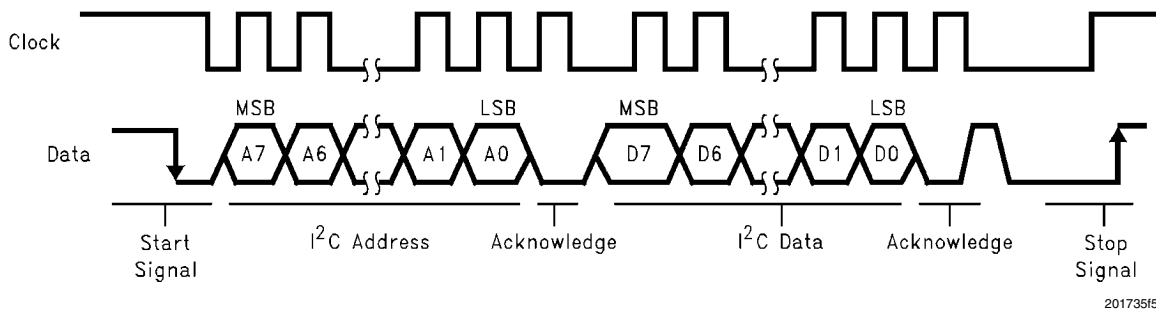 Clock
MSB LSB MSB LSB
Data A7 A6 A1 A0 D7 D6 D1 D0
Start Signal
I²C Address
Acknowledge
I²C Data
Acknowledge
Stop Signal
201735f5